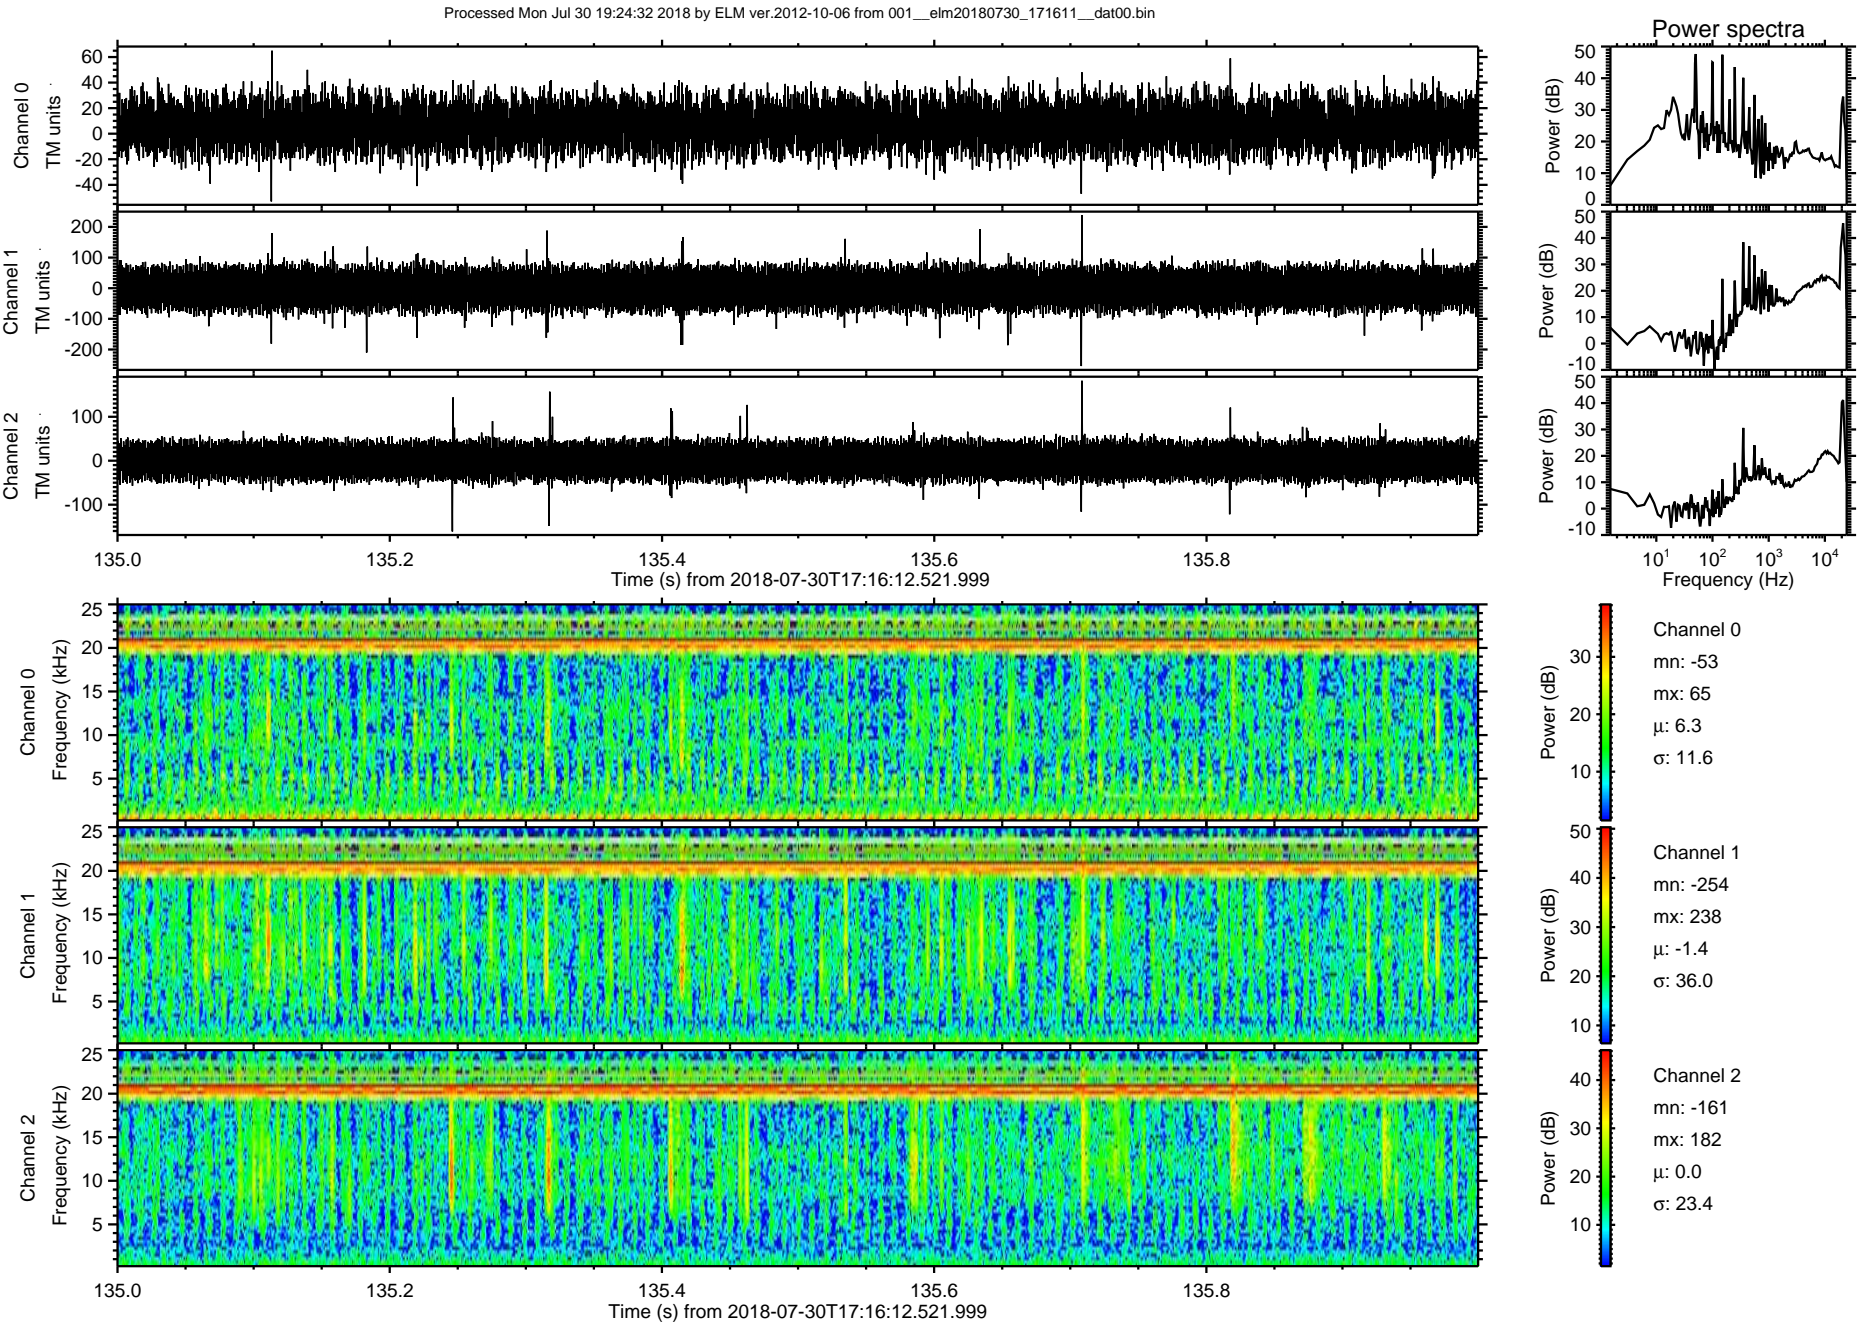 Processed Mon Jul 30 19:24:32 2018 by ELM ver.2012-10-06 from 001__elm20180730_171611__dat00.bin
Power spectra
Channel 0
TM units
60
40
20
0
-20
-40
Power (dB)
50
40
30
20
10
0
Channel 1
TM units
200
100
0
-100
-200
Power (dB)
50
40
30
20
10
0
-10
Channel 2
TM units
100
0
-100
Power (dB)
50
40
30
20
10
0
-10
135.0 135.2 135.4 135.6 135.8
Time (s) from 2018-07-30T17:16:12.521.999
10^1 10^2 10^3 10^4
Frequency (Hz)
Channel 0
Frequency (kHz)
25
20
15
10
5
Power (dB)
30
20
10
Channel 0
mn: -53
mx: 65
μ: 6.3
σ: 11.6
Channel 1
Frequency (kHz)
25
20
15
10
5
Power (dB)
50
40
30
20
10
Channel 1
mn: -254
mx: 238
μ: -1.4
σ: 36.0
Channel 2
Frequency (kHz)
25
20
15
10
5
Power (dB)
40
30
20
10
Channel 2
mn: -161
mx: 182
μ: 0.0
σ: 23.4
135.0 135.2 135.4 135.6 135.8
Time (s) from 2018-07-30T17:16:12.521.999